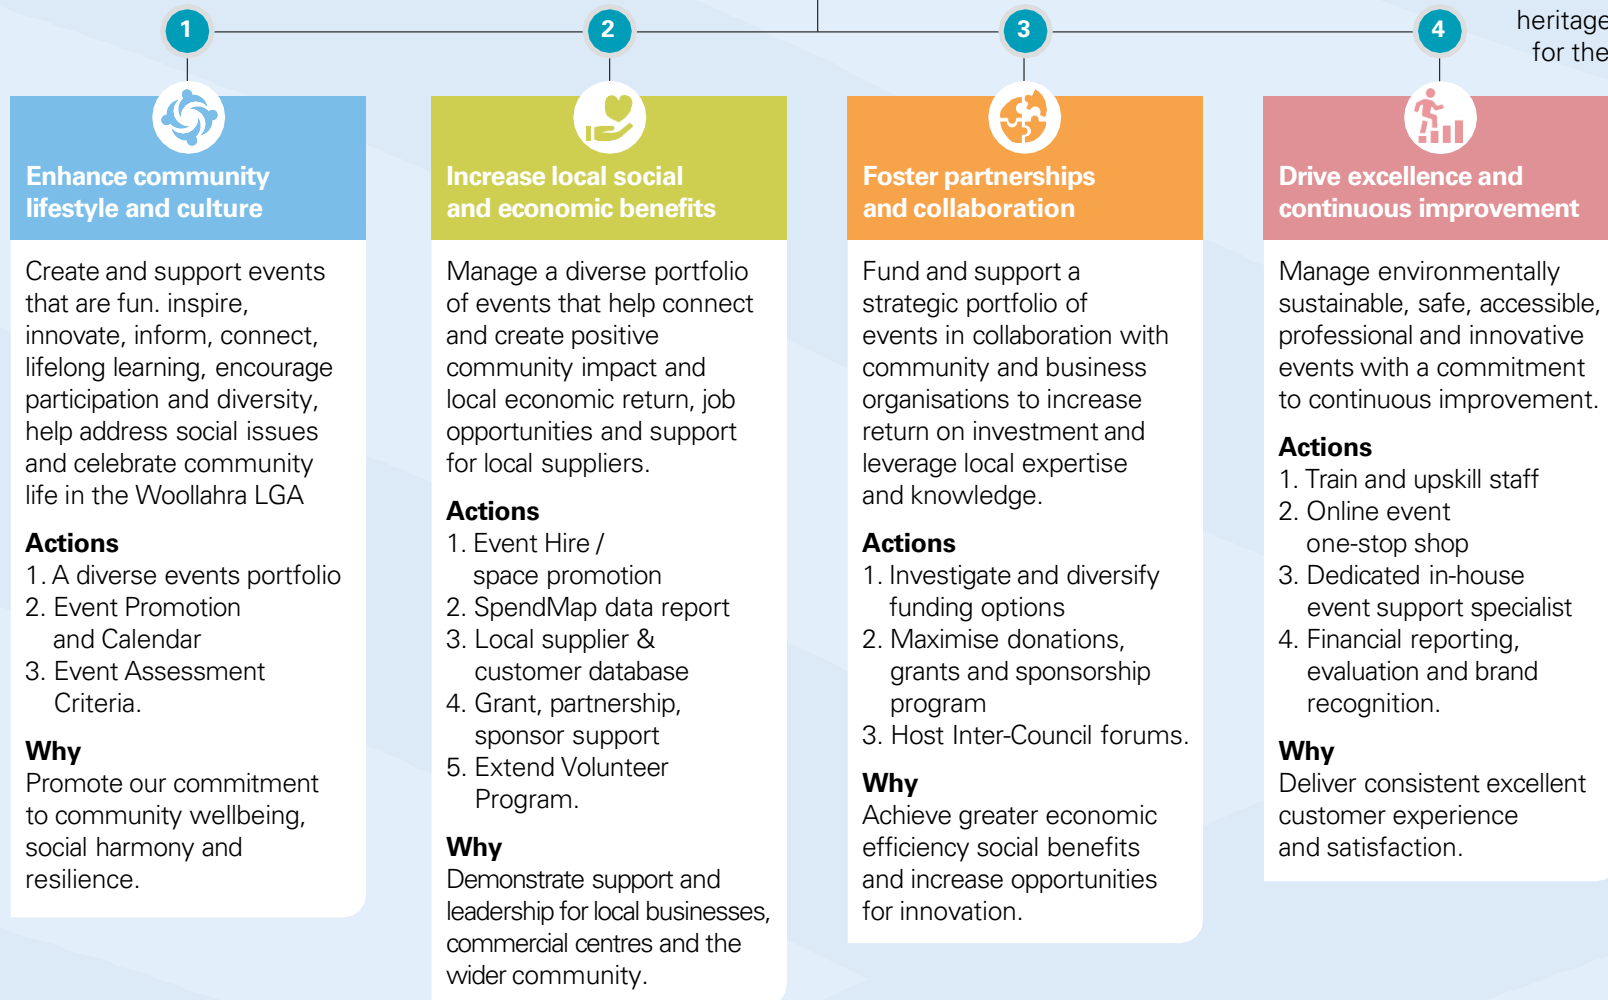 1
2
3
4
heritage
for the
Enhance community
lifestyle and culture
Create and support events
that are fun. inspire,
innovate, inform, connect,
lifelong learning, encourage
participation and diversity,
help address social issues
and celebrate community
life in the Woollahra LGA
Actions
1. A diverse events portfolio
2. Event Promotion
and Calendar
3. Event Assessment
Criteria.
Why
Promote our commitment
to community wellbeing,
social harmony and
resilience.
Increase local social
and economic benefits
Manage a diverse portfolio
of events that help connect
and create positive
community impact and
local economic return, job
opportunities and support
for local suppliers.
Actions
1. Event Hire /
space promotion
2. SpendMap data report
3. Local supplier &
customer database
4. Grant, partnership,
sponsor support
5. Extend Volunteer
Program.
Why
Demonstrate support and
leadership for local businesses,
commercial centres and the
wider community.
Foster partnerships
and collaboration
Fund and support a
strategic portfolio of
events in collaboration with
community and business
organisations to increase
return on investment and
leverage local expertise
and knowledge.
Actions
1. Investigate and diversify
funding options
2. Maximise donations,
grants and sponsorship
program
3. Host Inter-Council forums.
Why
Achieve greater economic
efficiency social benefits
and increase opportunities
for innovation.
Drive excellence and
continuous improvement
Manage environmentally
sustainable, safe, accessible,
professional and innovative
events with a commitment
to continuous improvement.
Actions
1. Train and upskill staff
2. Online event
one-stop shop
3. Dedicated in-house
event support specialist
4. Financial reporting,
evaluation and brand
recognition.
Why
Deliver consistent excellent
customer experience
and satisfaction.